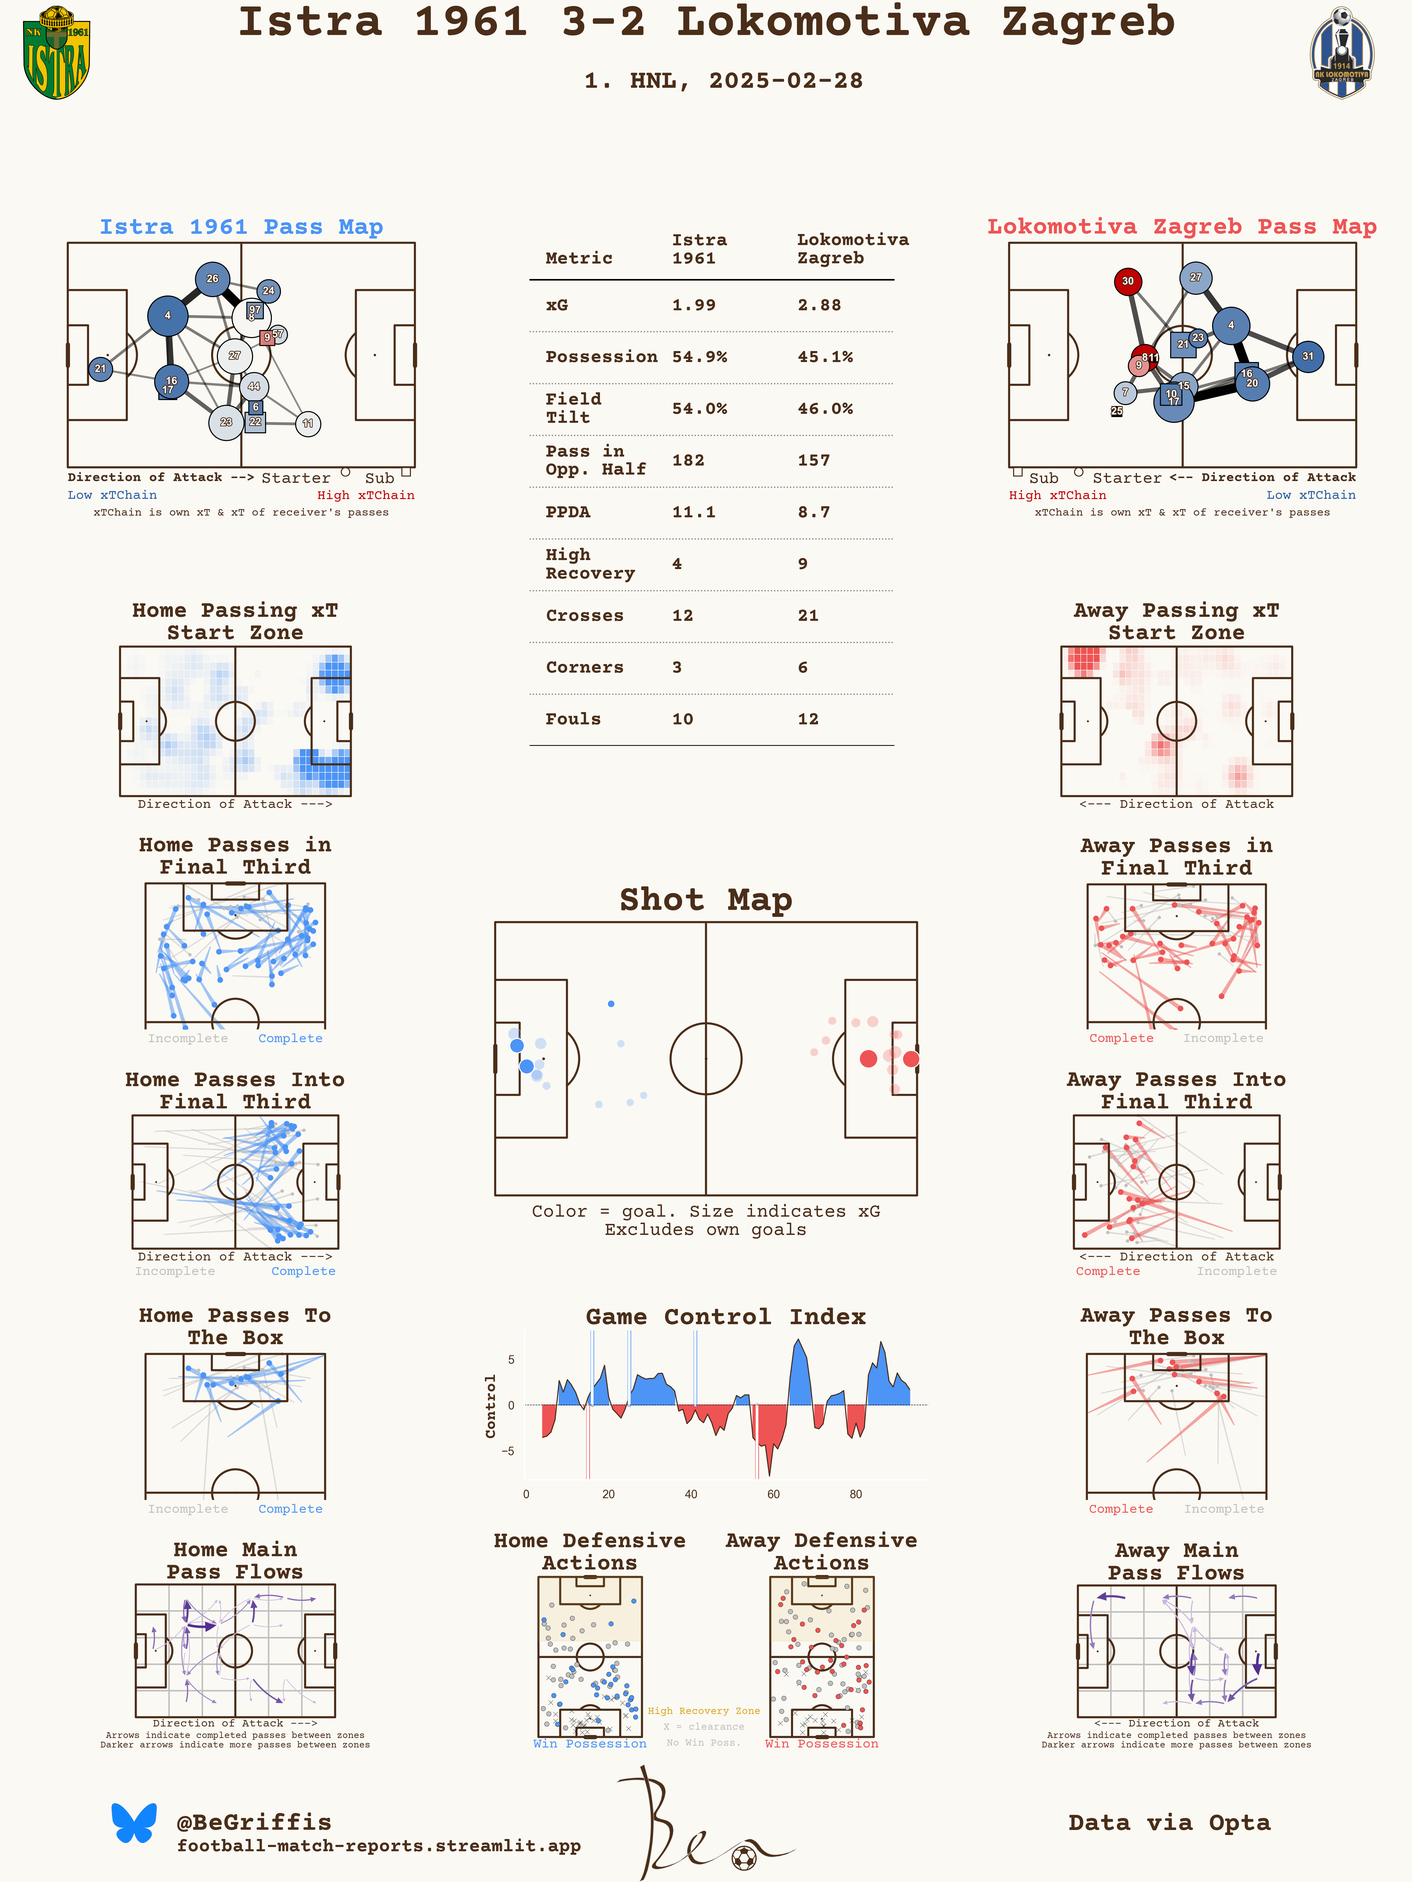 Istra 1961 3-2 Lokomotiva Zagreb
1. HNL, 2025-02-28
NK 1961
ISTRA
1914
NK LOKOMOTIVA
ZAGREB
Istra 1961 Pass Map
26
24
97
8
4
9
57
27
21
16
17
44
6
23
22
11
Direction of Attack --> Starter Sub
Low xTChain High xTChain
xTChain is own xT & xT of receiver's passes
Metric Istra 1961 Lokomotiva Zagreb
xG 1.99 2.88
Possession 54.9% 45.1%
Field Tilt 54.0% 46.0%
Pass in Opp. Half 182 157
PPDA 11.1 8.7
High Recovery 4 9
Crosses 12 21
Corners 3 6
Fouls 10 12
Lokomotiva Zagreb Pass Map
30
27
4
21
23
8
11
9
31
16
20
15
7
10
17
25
Sub Starter <-- Direction of Attack
High xTChain Low xTChain
xTChain is own xT & xT of receiver's passes
Home Passing xT
Start Zone
Direction of Attack --->
Away Passing xT
Start Zone
<--- Direction of Attack
Home Passes in
Final Third
Incomplete Complete
Away Passes in
Final Third
Complete Incomplete
Shot Map
Color = goal. Size indicates xG
Excludes own goals
Home Passes Into
Final Third
Direction of Attack --->
Incomplete Complete
Away Passes Into
Final Third
<--- Direction of Attack
Complete Incomplete
Home Passes To
The Box
Incomplete Complete
Game Control Index
Control
5
0
−5
0 20 40 60 80
Away Passes To
The Box
Complete Incomplete
Home Main
Pass Flows
Direction of Attack --->
Arrows indicate completed passes between zones
Darker arrows indicate more passes between zones
Home Defensive
Actions
Win Possession
High Recovery Zone
X = clearance
No Win Poss.
Away Defensive
Actions
Win Possession
Away Main
Pass Flows
<--- Direction of Attack
Arrows indicate completed passes between zones
Darker arrows indicate more passes between zones
@BeGriffis
football-match-reports.streamlit.app
Ben
Data via Opta